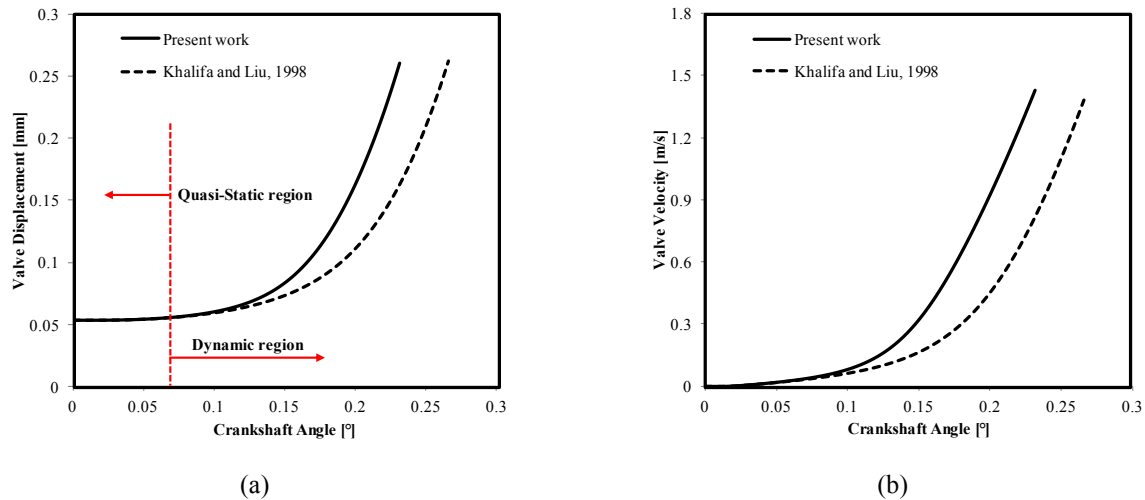 0.3
0.25
0.2
0.15
0.1
0.05
0
Valve Displacement [mm]
Present work
Khalifa and Liu, 1998
Quasi-Static region
Dynamic region
0 0.05 0.1 0.15 0.2 0.25 0.3
Crankshaft Angle [°]
(a)
1.8
1.5
1.2
0.9
0.6
0.3
0
Valve Velocity [m/s]
Present work
Khalifa and Liu, 1998
0 0.05 0.1 0.15 0.2 0.25 0.3
Crankshaft Angle [°]
(b)